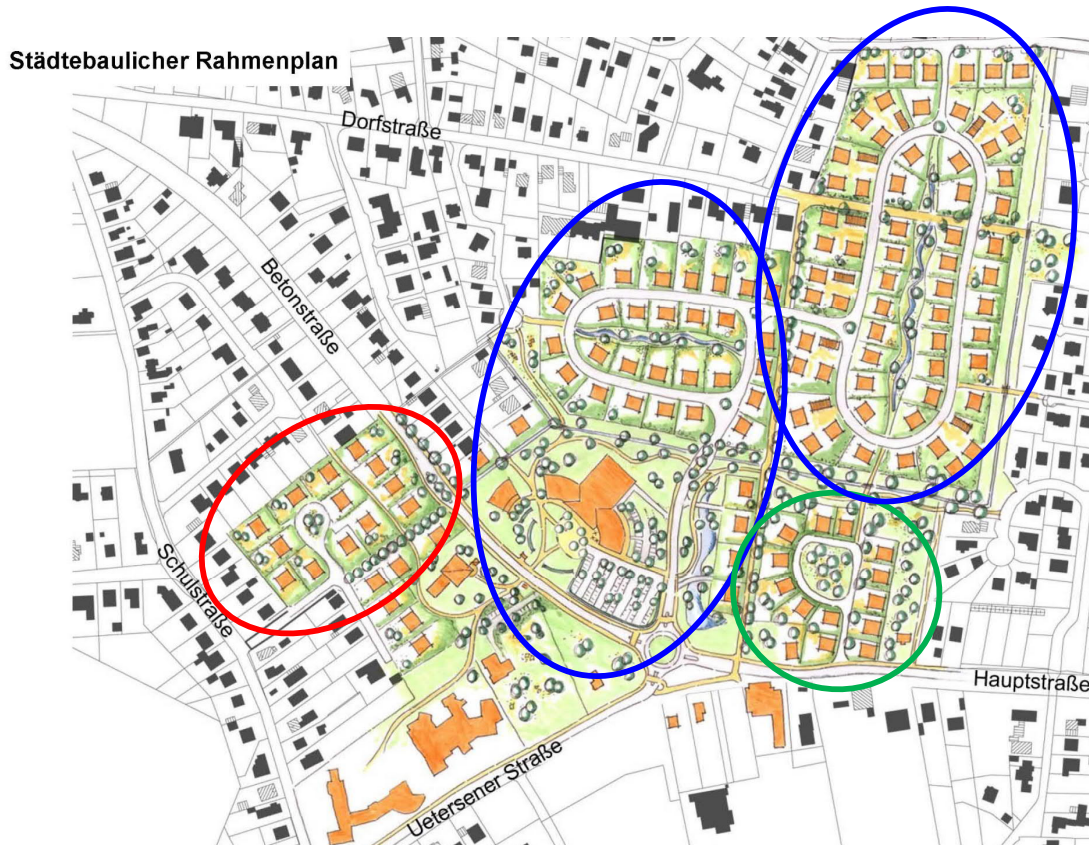 Städtebaulicher Rahmenplan
Dorfstraße
Betonstraße
Schulstraße
Hauptstraße
Uetersener Straße